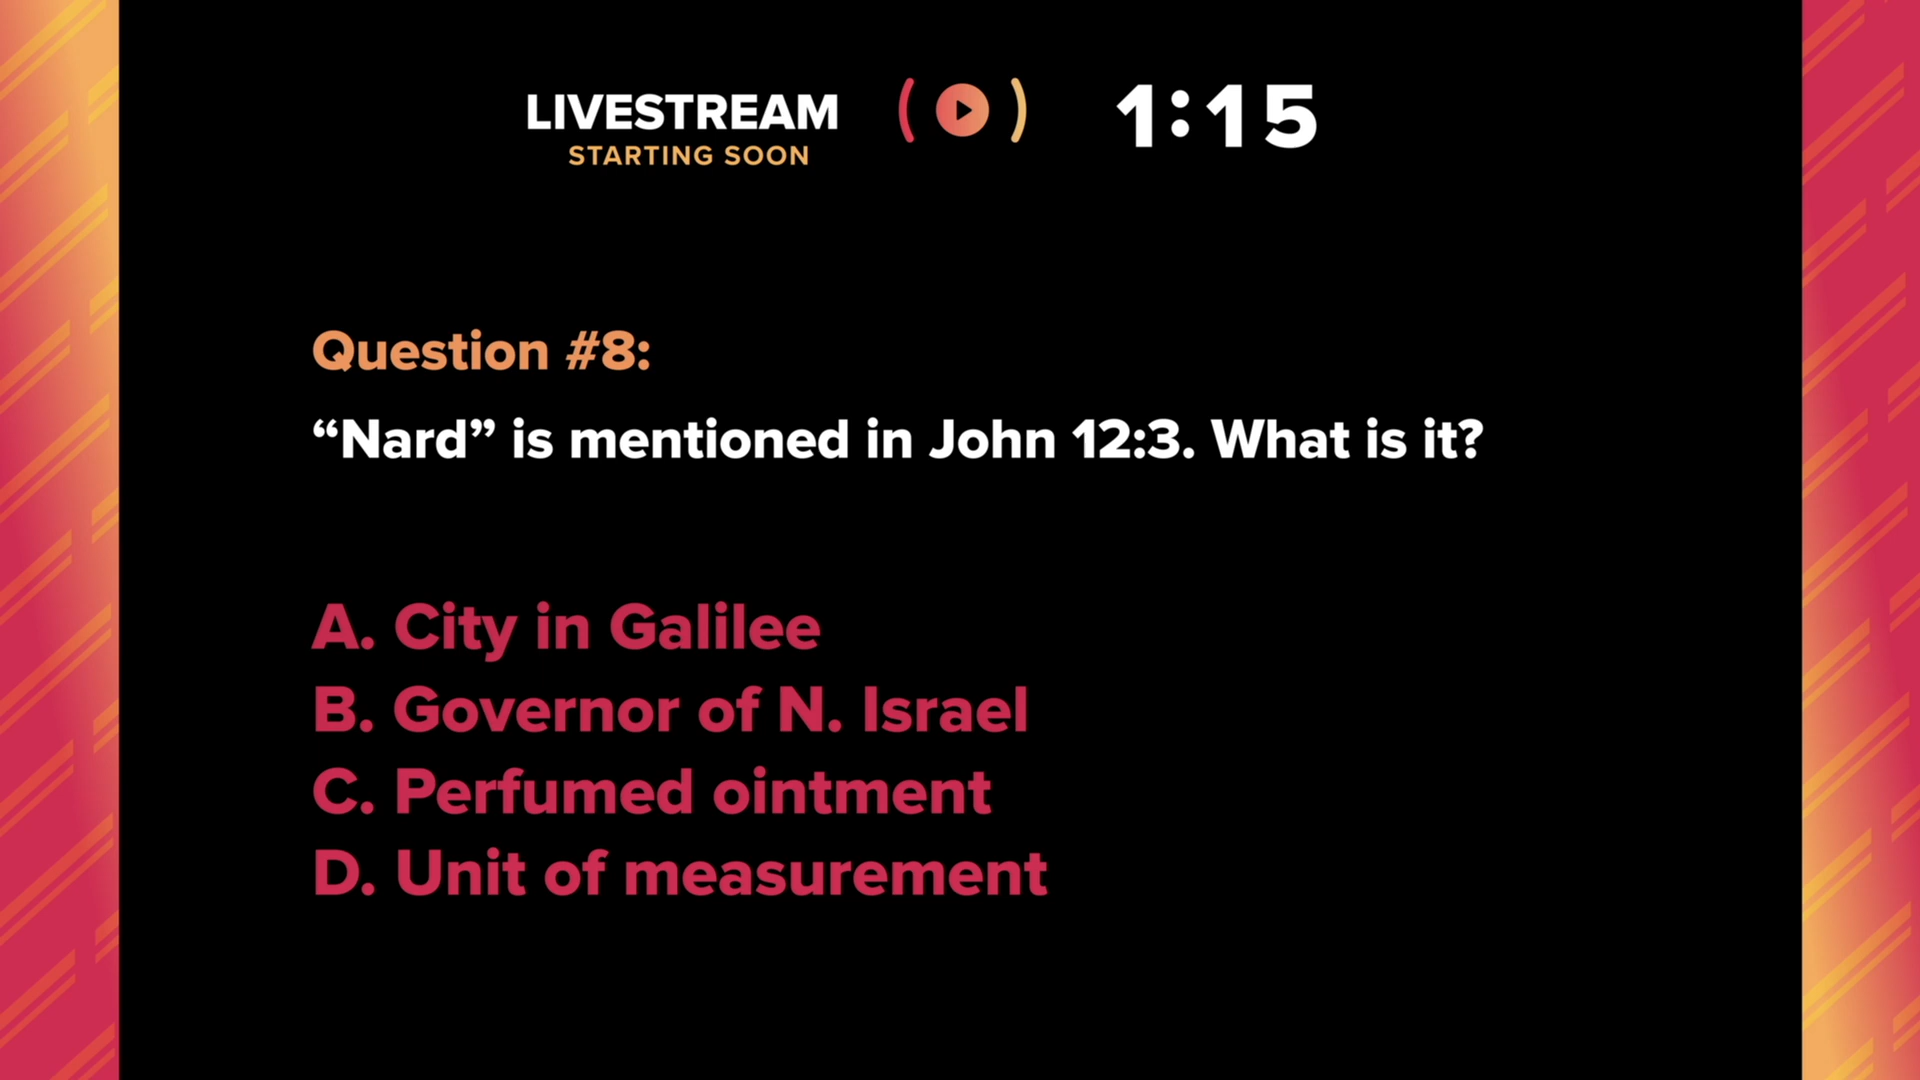 LIVESTREAM
STARTING SOON
1:15
Question #8:
“Nard” is mentioned in John 12:3. What is it?
A. City in Galilee
B. Governor of N. Israel
C. Perfumed ointment
D. Unit of measurement